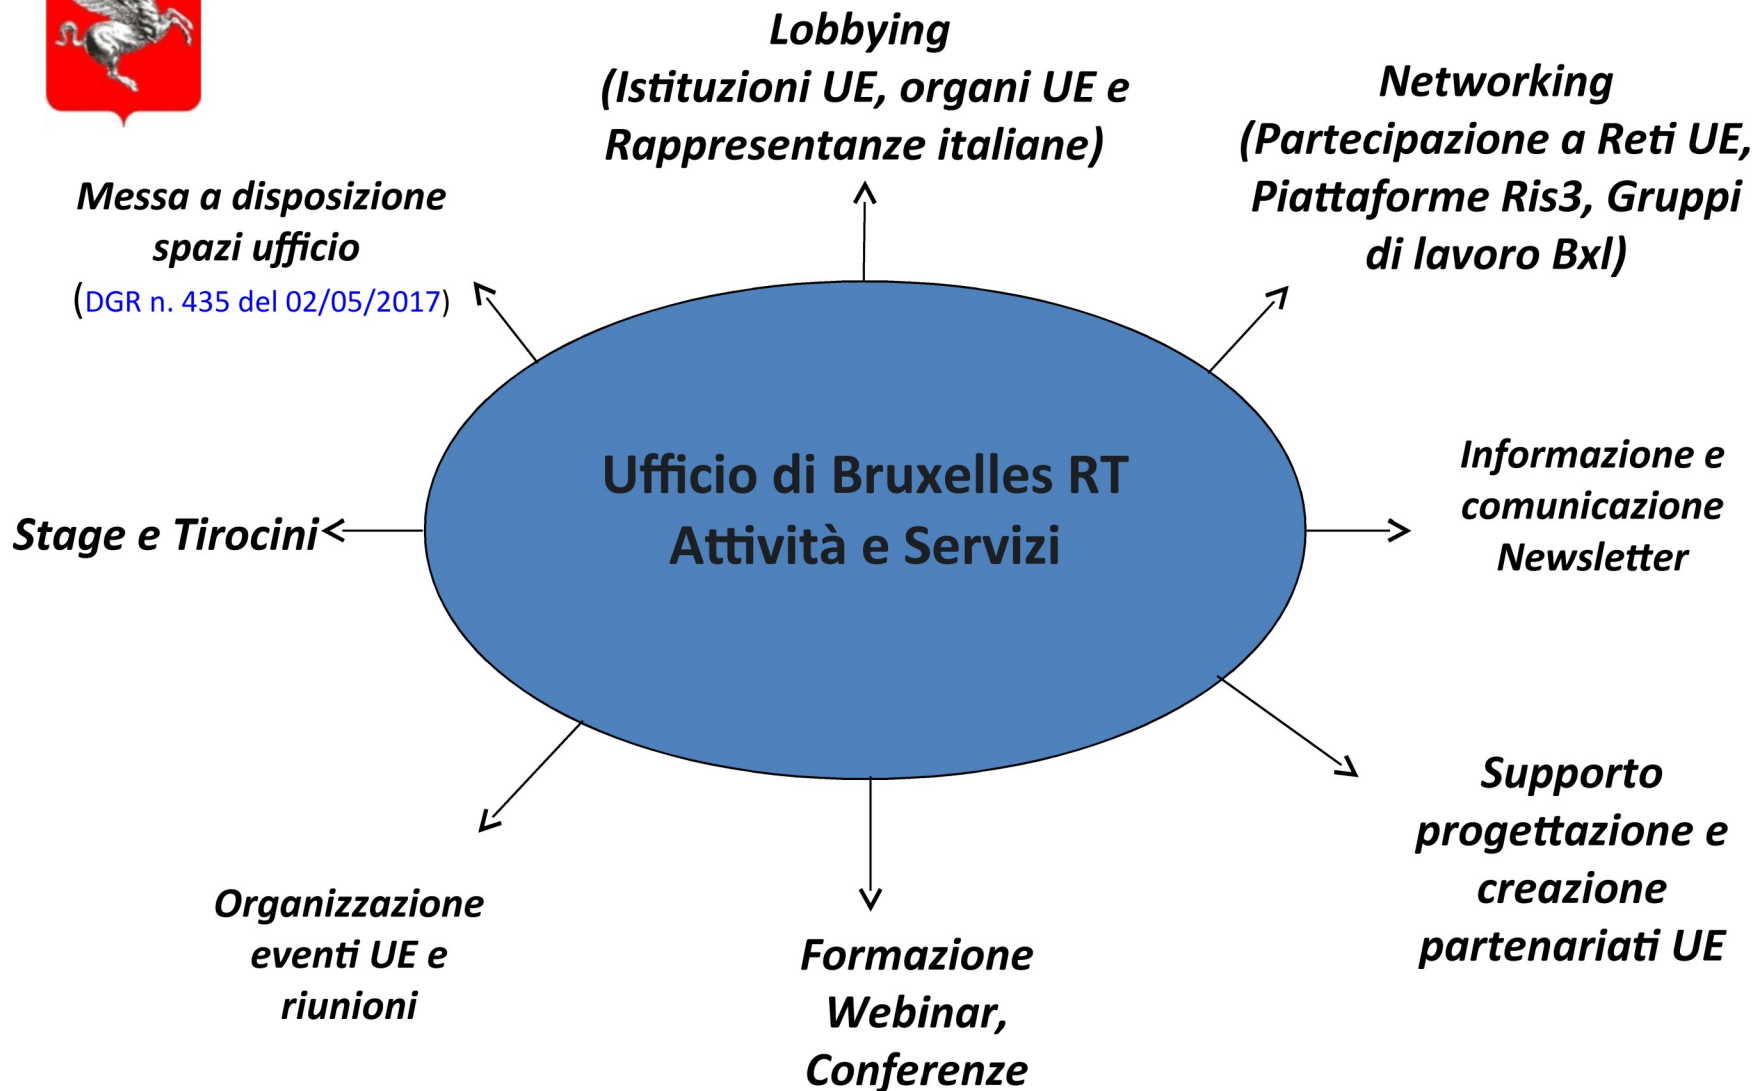 Lobbying
(Istituzioni UE, organi UE e
Rappresentanze italiane)
Networking
(Partecipazione a Reti UE,
Piattaforme Ris3, Gruppi
di lavoro Bxl)
Messa a disposizione
spazi ufficio
(DGR n. 435 del 02/05/2017)
Ufficio di Bruxelles RT
Attività e Servizi
Informazione e
comunicazione
Newsletter
Stage e Tirocini
Supporto
progettazione e
creazione
partenariati UE
Organizzazione
eventi UE e
riunioni
Formazione
Webinar,
Conferenze